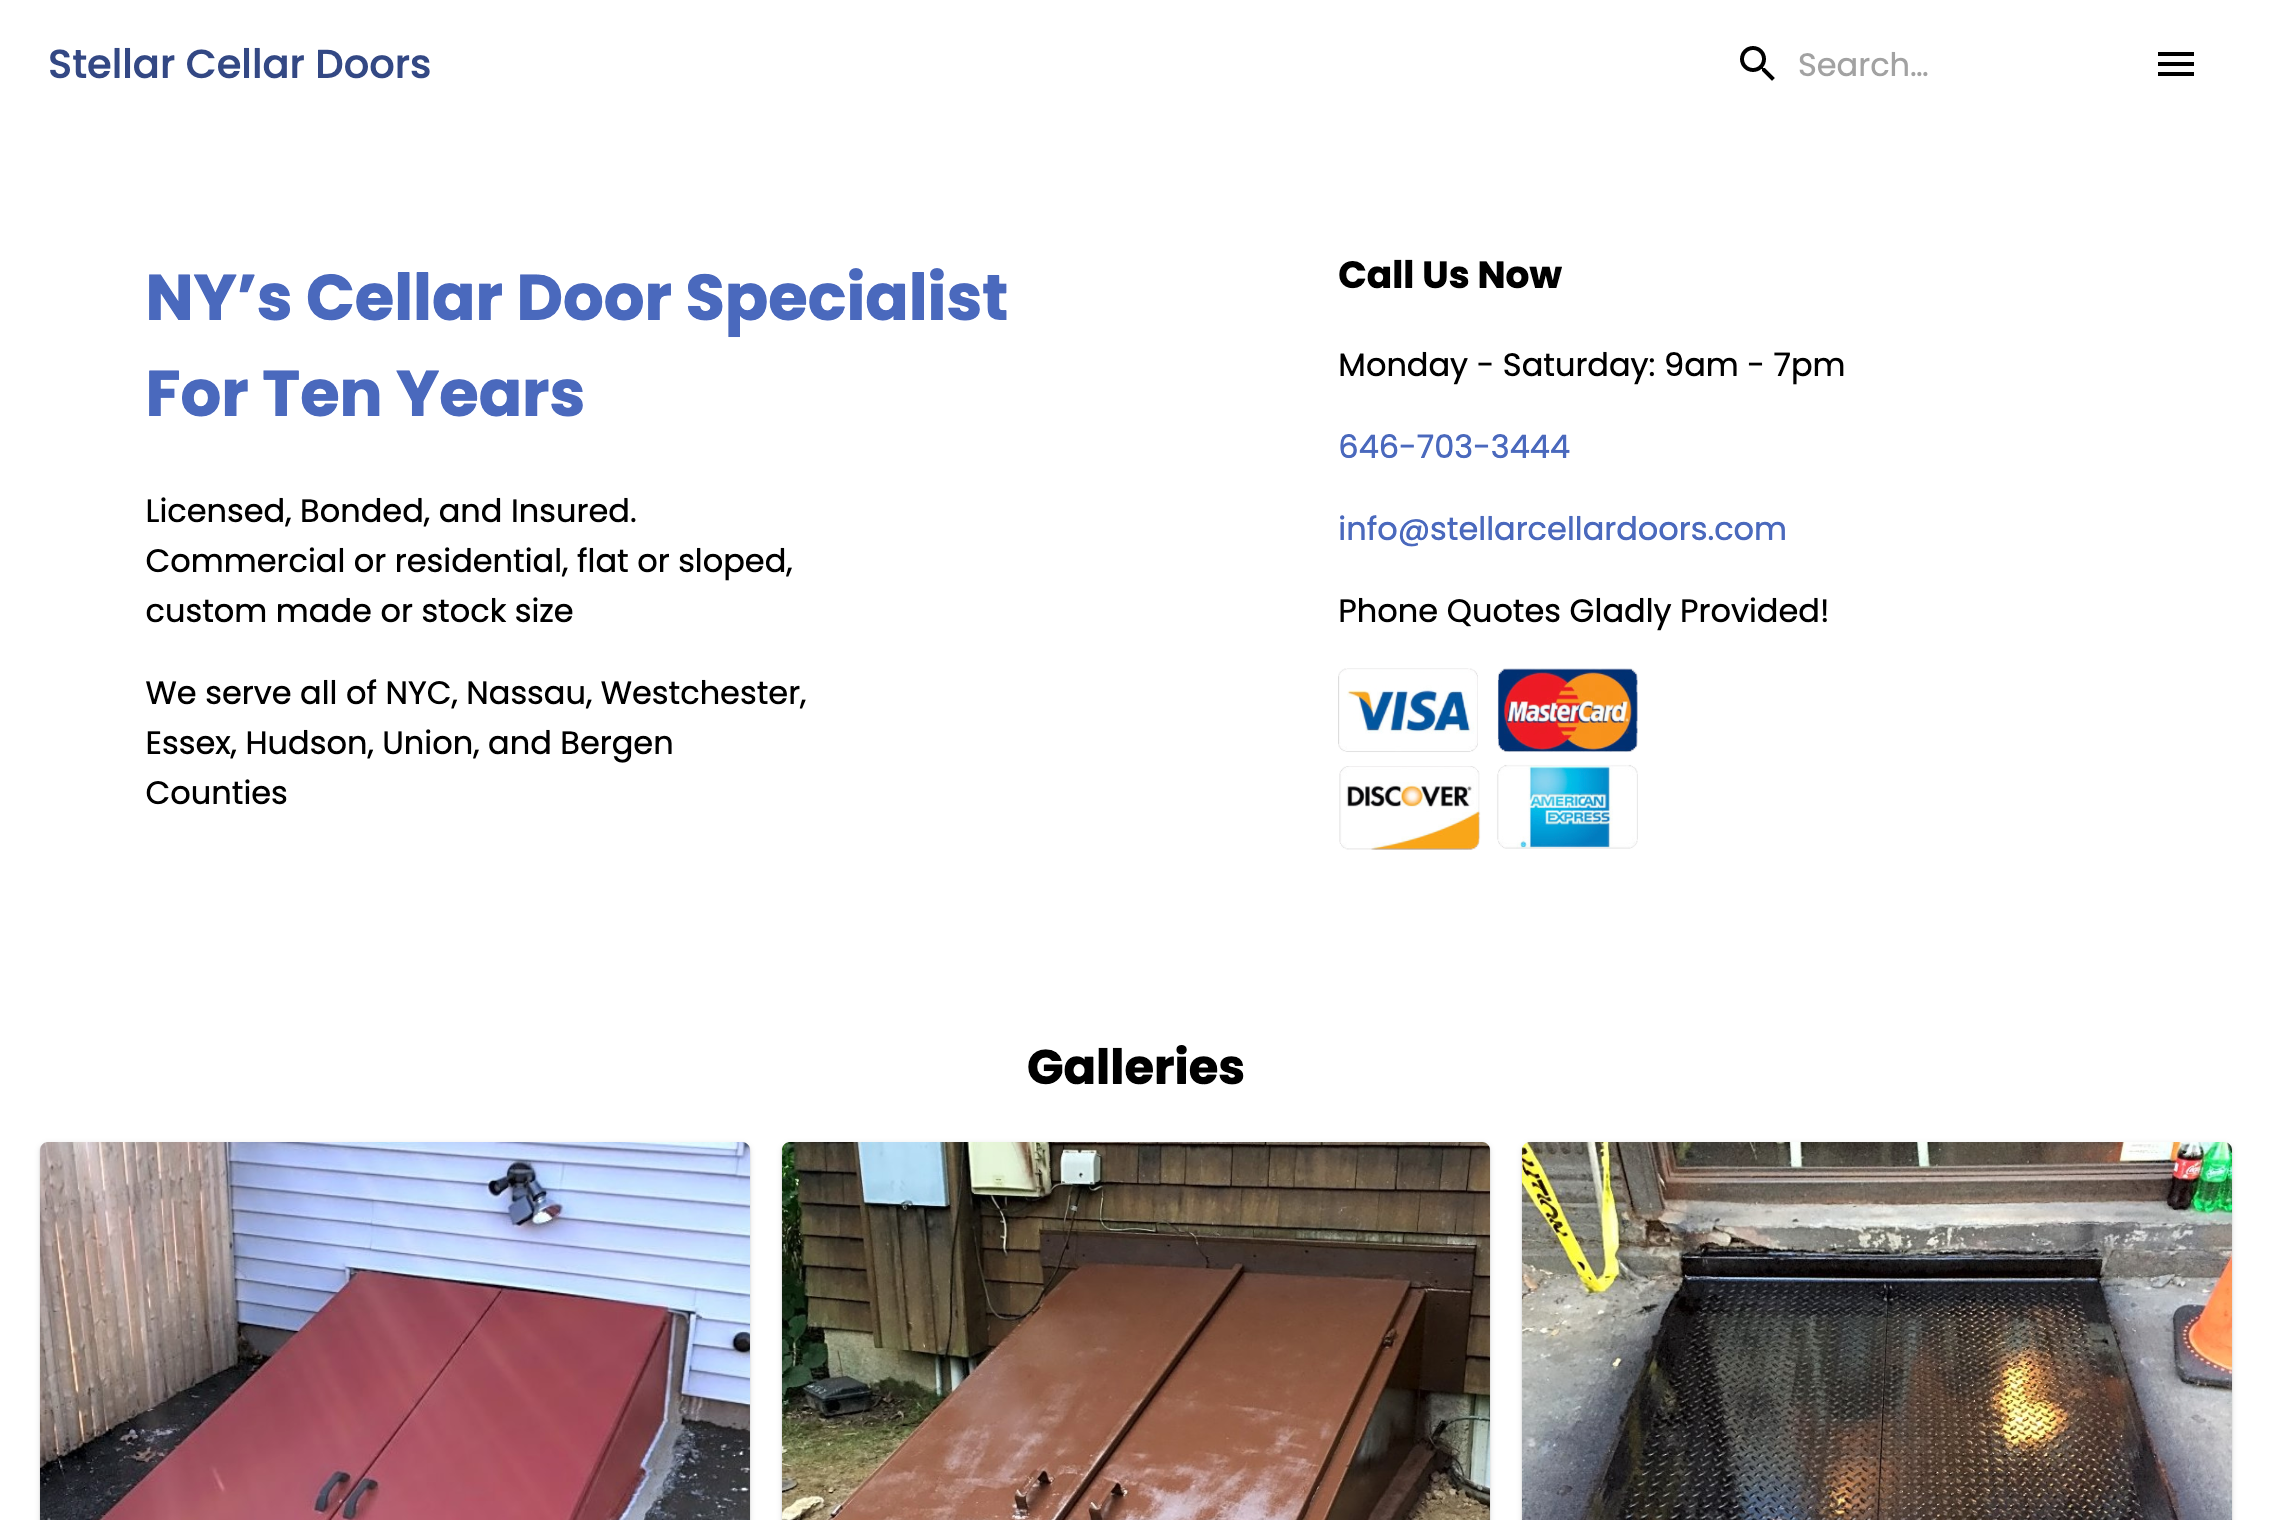 Stellar Cellar Doors
Search...
NY’s Cellar Door Specialist
For Ten Years
Licensed, Bonded, and Insured.
Commercial or residential, flat or sloped,
custom made or stock size
We serve all of NYC, Nassau, Westchester,
Essex, Hudson, Union, and Bergen
Counties
Call Us Now
Monday - Saturday: 9am - 7pm
646-703-3444
info@stellarcellardoors.com
Phone Quotes Gladly Provided!
VISA
MasterCard
DISCOVER
AMERICAN
EXPRESS
Galleries